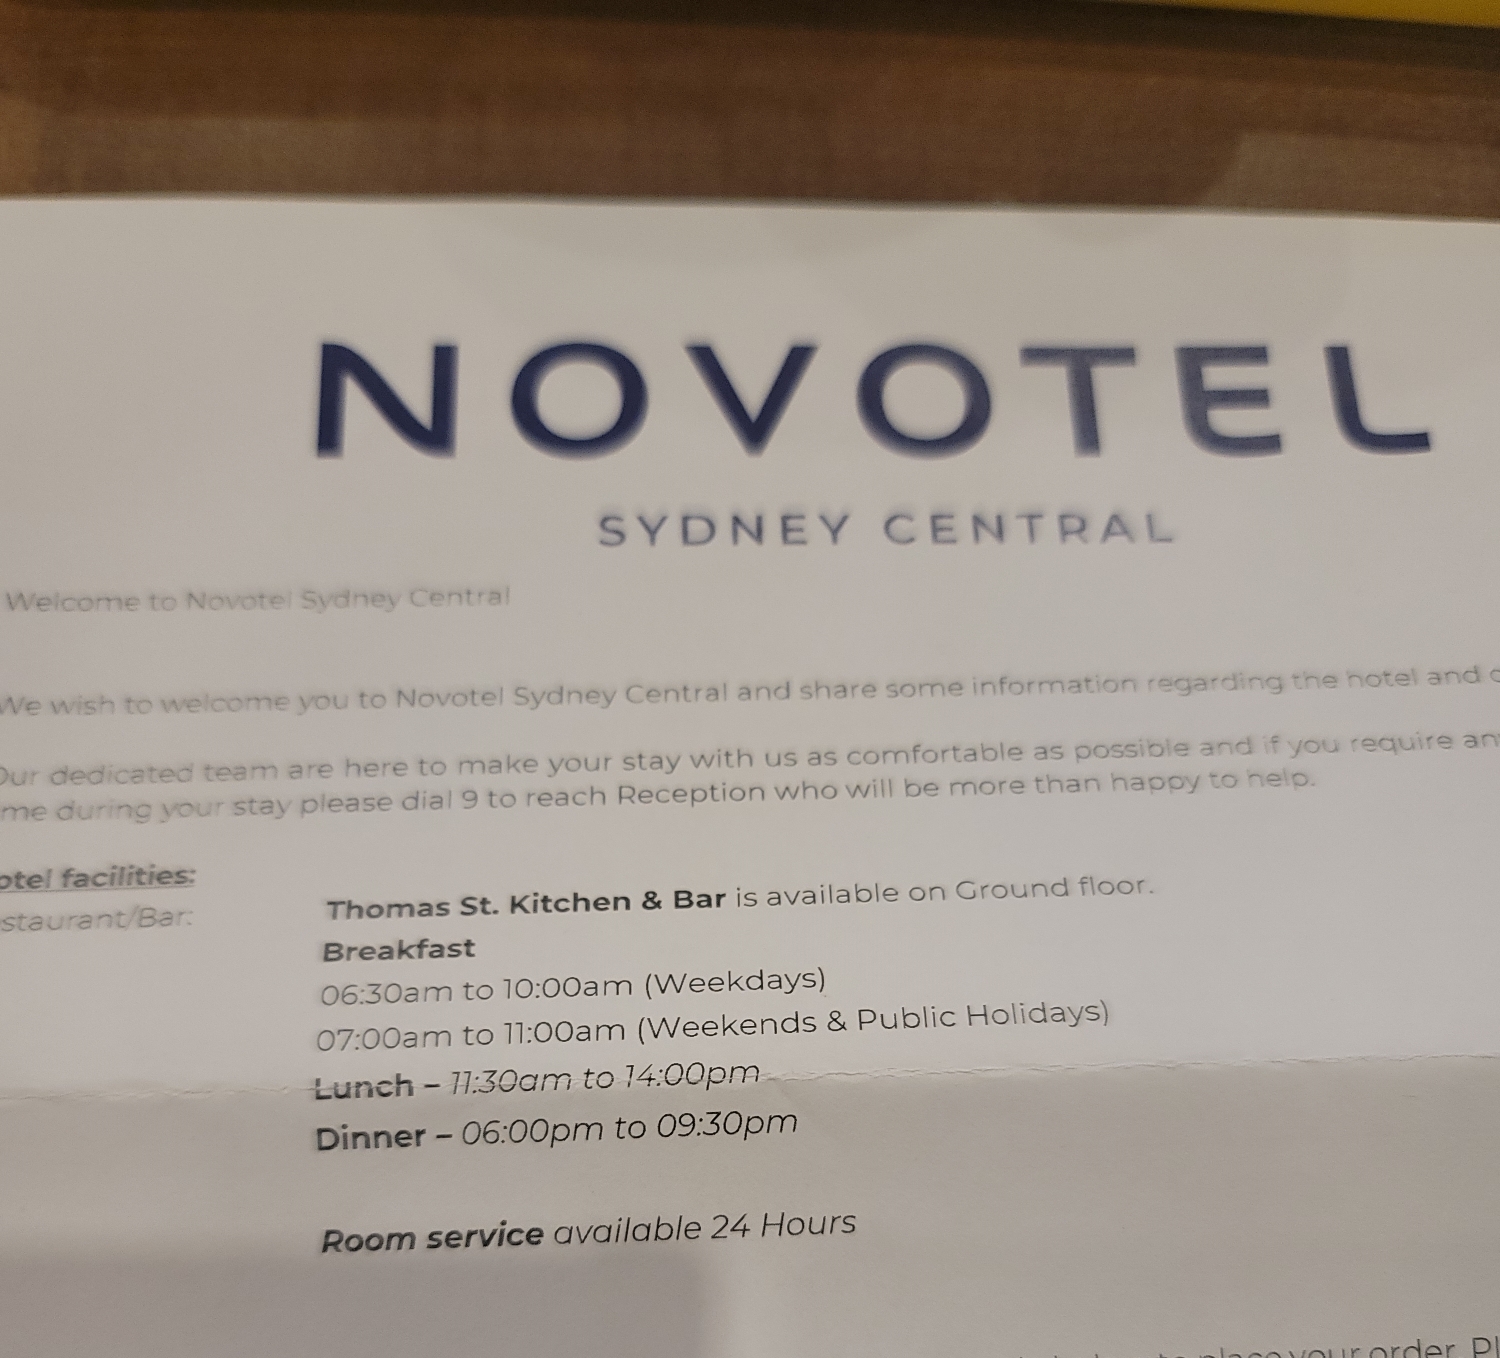 NOVOTEL
SYDNEY CENTRAL
Welcome to Novotel Sydney Central
We wish to welcome you to Novotel Sydney Central and share some information regarding the hotel and
Our dedicated team are here to make your stay with us as comfortable as possible and if you require
me during your stay please dial 9 to reach Reception who will be more than happy to help.
otel facilities:
staurant/Bar:
Thomas St. Kitchen & Bar is available on Ground floor.
Breakfast
06:30am to 10:00am (Weekdays)
07:00am to 11:00am (Weekends & Public Holidays)
Lunch – 11:30am to 14:00pm
Dinner – 06:00pm to 09:30pm
Room service available 24 Hours
your order. Pl